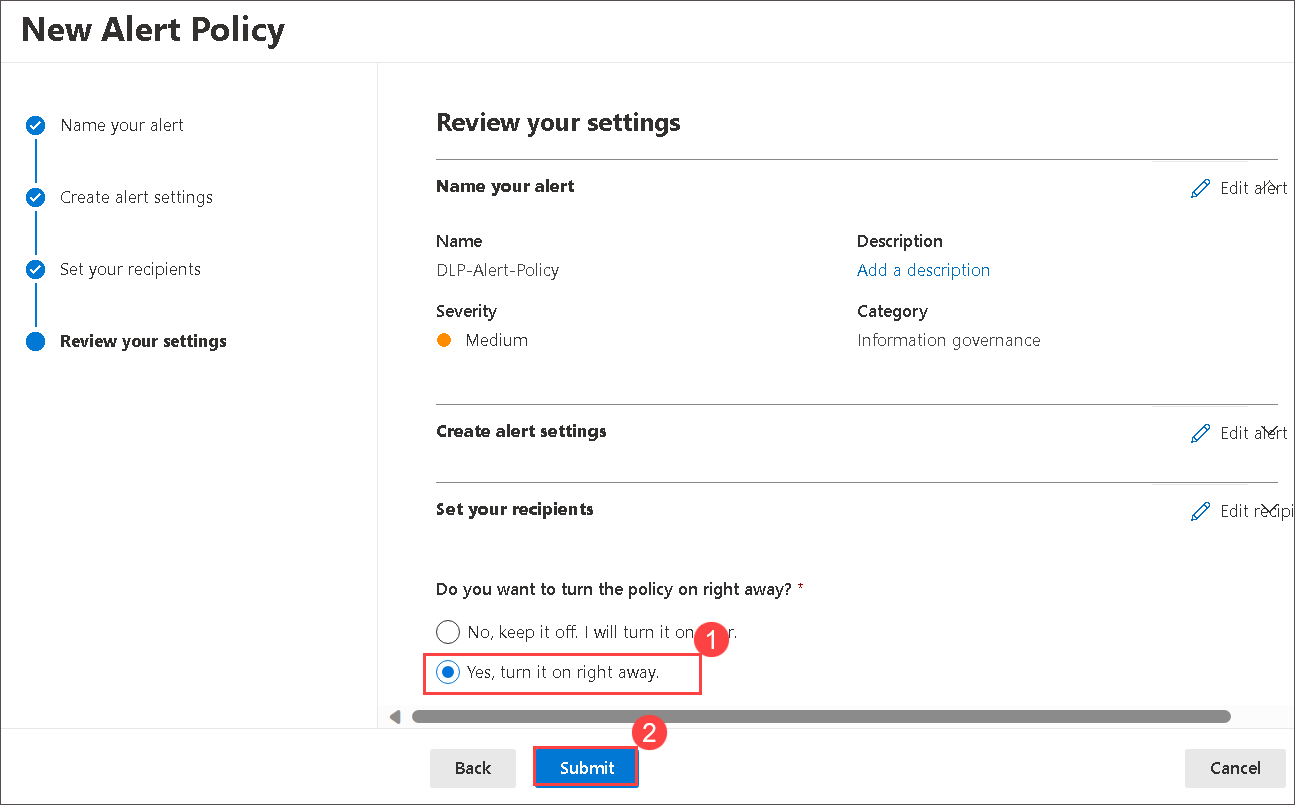 New Alert Policy
Name your alert
Create alert settings
Set your recipients
Review your settings
Review your settings
Name your alert
Edit alert
Name
Description
DLP-Alert-Policy
Add a description
Severity
Category
Medium
Information governance
Create alert settings
Edit alert
Set your recipients
Edit recipi
Do you want to turn the policy on right away? *
No, keep it off. I will turn it on
1
Yes, turn it on right away.
2
Back
Submit
Cancel